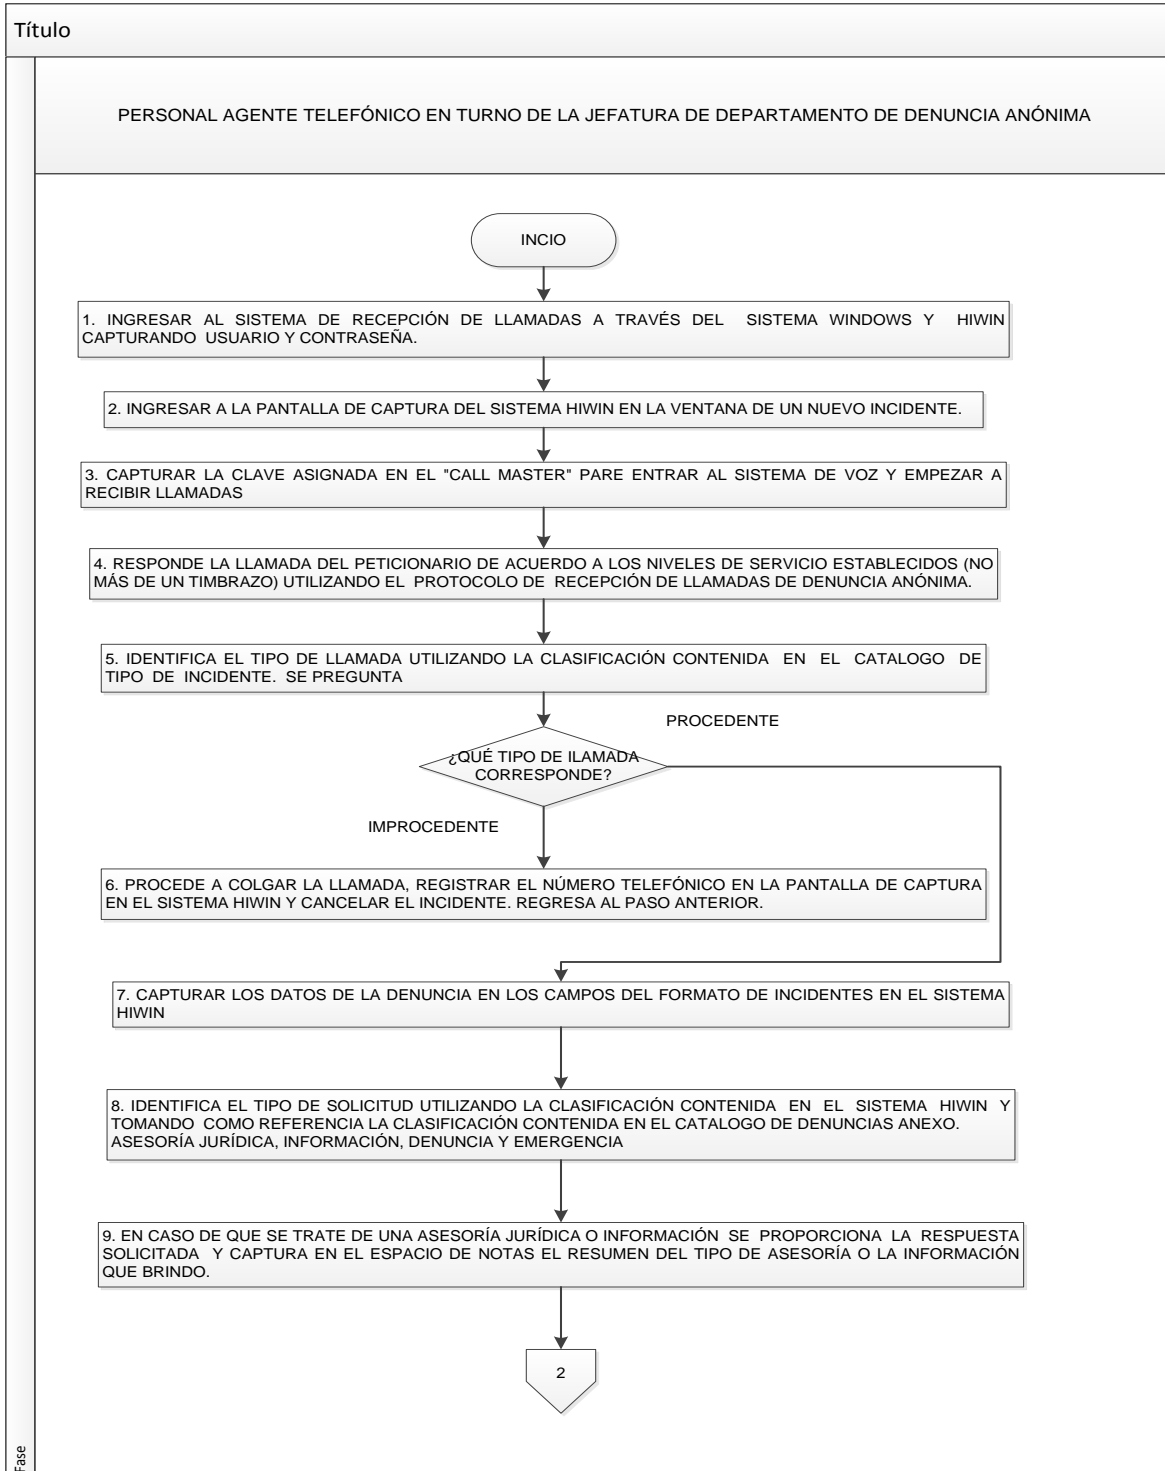 Título
PERSONAL AGENTE TELEFÓNICO EN TURNO DE LA JEFATURA DE DEPARTAMENTO DE DENUNCIA ANÓNIMA
INCIO
1. INGRESAR AL SISTEMA DE RECEPCIÓN DE LLAMADAS A TRAVÉS DEL SISTEMA WINDOWS Y HIWIN
CAPTURANDO USUARIO Y CONTRASEÑA.
2. INGRESAR A LA PANTALLA DE CAPTURA DEL SISTEMA HIWIN EN LA VENTANA DE UN NUEVO INCIDENTE.
3. CAPTURAR LA CLAVE ASIGNADA EN EL "CALL MASTER" PARE ENTRAR AL SISTEMA DE VOZ Y EMPEZAR A
RECIBIR LLAMADAS
4. RESPONDE LA LLAMADA DEL PETICIONARIO DE ACUERDO A LOS NIVELES DE SERVICIO ESTABLECIDOS (NO
MÁS DE UN TIMBRAZO) UTILIZANDO EL PROTOCOLO DE RECEPCIÓN DE LLAMADAS DE DENUNCIA ANÓNIMA.
5. IDENTIFICA EL TIPO DE LLAMADA UTILIZANDO LA CLASIFICACIÓN CONTENIDA EN EL CATALOGO DE
TIPO DE INCIDENTE. SE PREGUNTA
PROCEDENTE
¿QUÉ TIPO DE lLAMADA
CORRESPONDE?
IMPROCEDENTE
6. PROCEDE A COLGAR LA LLAMADA, REGISTRAR EL NÚMERO TELEFÓNICO EN LA PANTALLA DE CAPTURA
EN EL SISTEMA HIWIN Y CANCELAR EL INCIDENTE. REGRESA AL PASO ANTERIOR.
7. CAPTURAR LOS DATOS DE LA DENUNCIA EN LOS CAMPOS DEL FORMATO DE INCIDENTES EN EL SISTEMA
HIWIN
8. IDENTIFICA EL TIPO DE SOLICITUD UTILIZANDO LA CLASIFICACIÓN CONTENIDA EN EL SISTEMA HIWIN Y
TOMANDO COMO REFERENCIA LA CLASIFICACIÓN CONTENIDA EN EL CATALOGO DE DENUNCIAS ANEXO.
ASESORÍA JURÍDICA, INFORMACIÓN, DENUNCIA Y EMERGENCIA
9. EN CASO DE QUE SE TRATE DE UNA ASESORÍA JURÍDICA O INFORMACIÓN SE PROPORCIONA LA RESPUESTA
SOLICITADA Y CAPTURA EN EL ESPACIO DE NOTAS EL RESUMEN DEL TIPO DE ASESORÍA O LA INFORMACIÓN
QUE BRINDO.
2
Fase